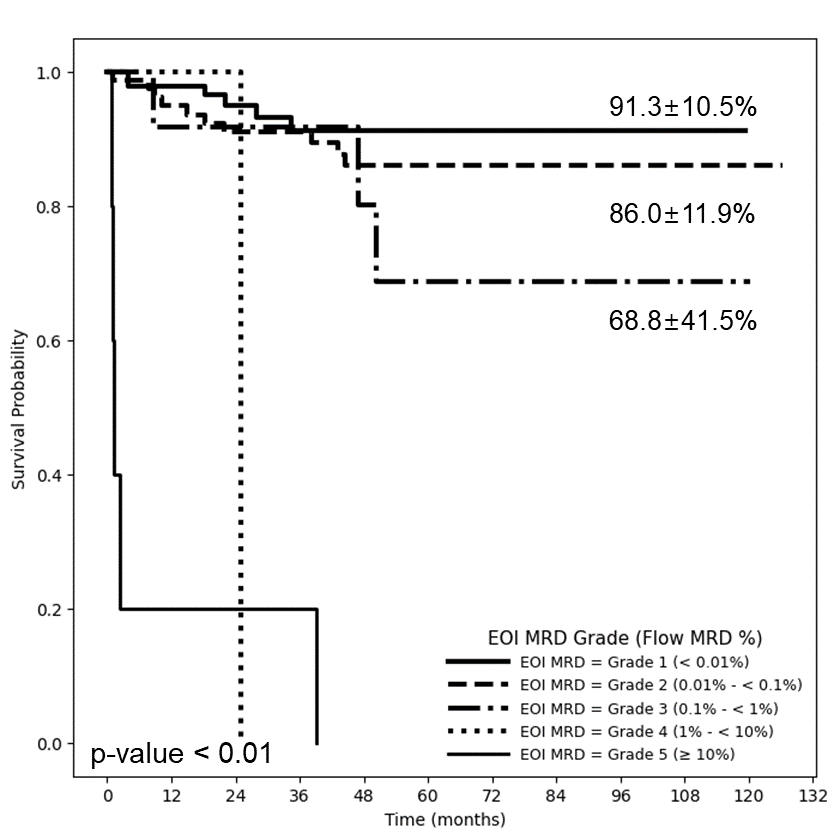 1.0
91.3±10.5%
0.8
86.0±11.9%
68.8±41.5%
0.6
Survival Probability
0.4
0.2
EOI MRD Grade (Flow MRD %)
EOI MRD = Grade 1 (< 0.01%)
EOI MRD = Grade 2 (0.01% - < 0.1%)
EOI MRD = Grade 3 (0.1% - < 1%)
EOI MRD = Grade 4 (1% - < 10%)
EOI MRD = Grade 5 (≥ 10%)
0.0
p-value < 0.01
0 12 24 36 48 60 72 84 96 108 120 132
Time (months)